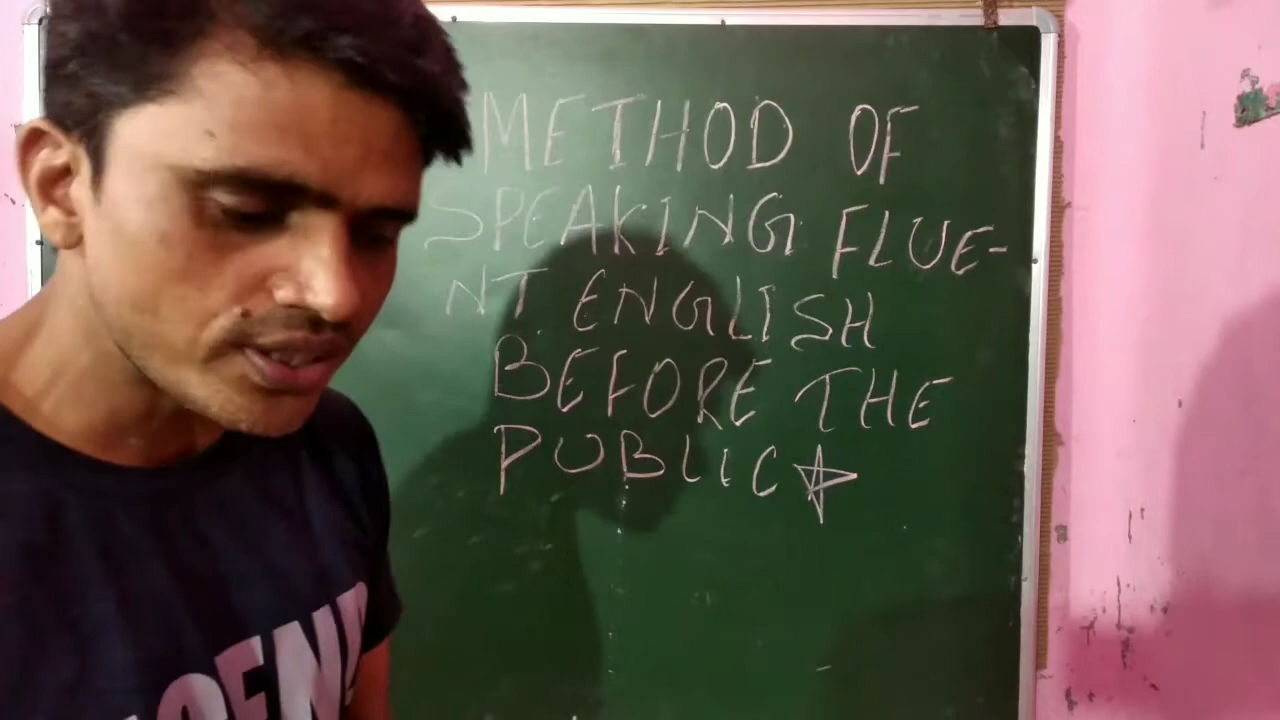 METHOD OF
SPEAKING FLUE-
NT ENGLISH
BEFORE THE
PUBLIC